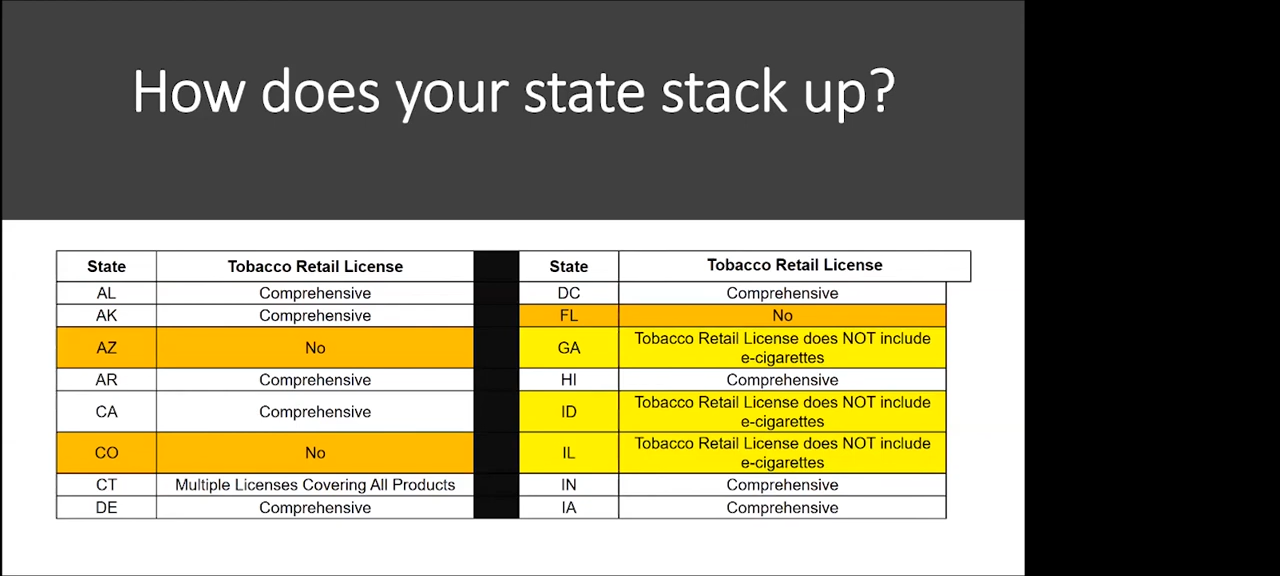 How does your state stack up?
State Tobacco Retail License State Tobacco Retail License
AL Comprehensive DC Comprehensive
AK Comprehensive FL No
AZ No GA Tobacco Retail License does NOT include
e-cigarettes
AR Comprehensive HI Comprehensive
CA Comprehensive ID Tobacco Retail License does NOT include
e-cigarettes
CO No IL Tobacco Retail License does NOT include
e-cigarettes
CT Multiple Licenses Covering All Products IN Comprehensive
DE Comprehensive IA Comprehensive